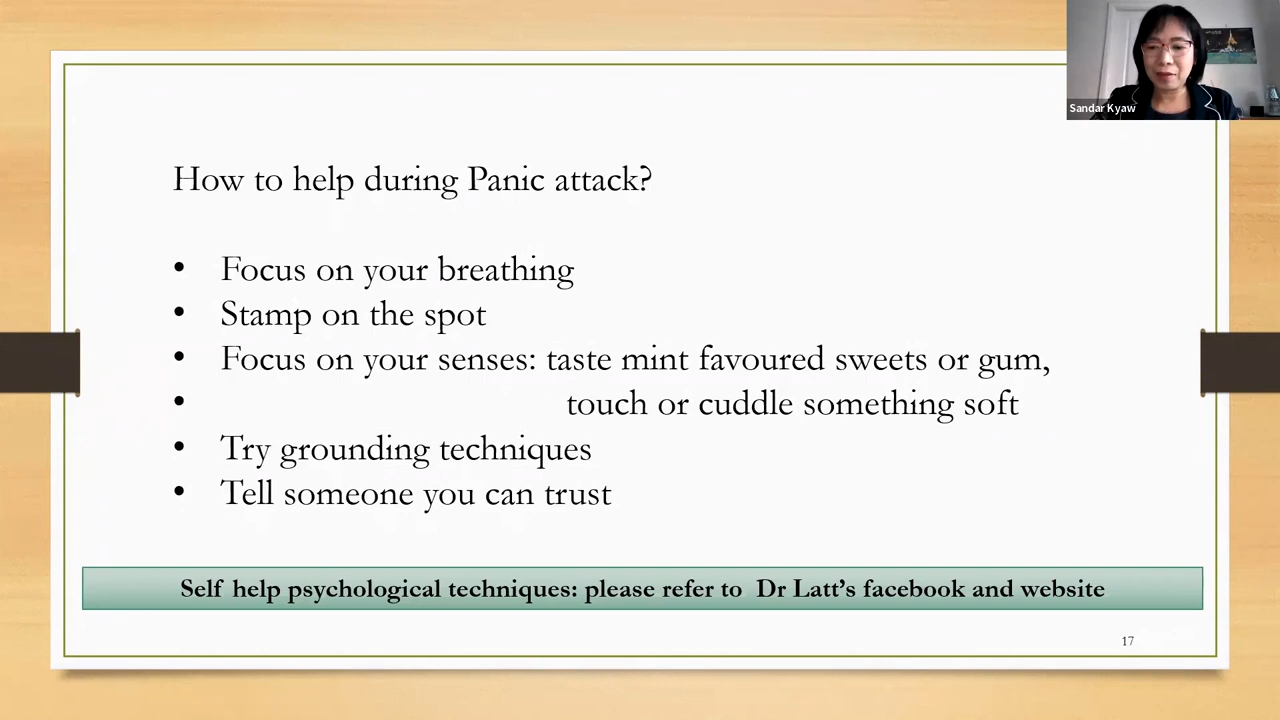 Sandar Kyaw
How to help during Panic attack?
• Focus on your breathing
• Stamp on the spot
• Focus on your senses: taste mint favoured sweets or gum,
• touch or cuddle something soft
• Try grounding techniques
• Tell someone you can trust
Self help psychological techniques: please refer to Dr Latt's facebook and website
17